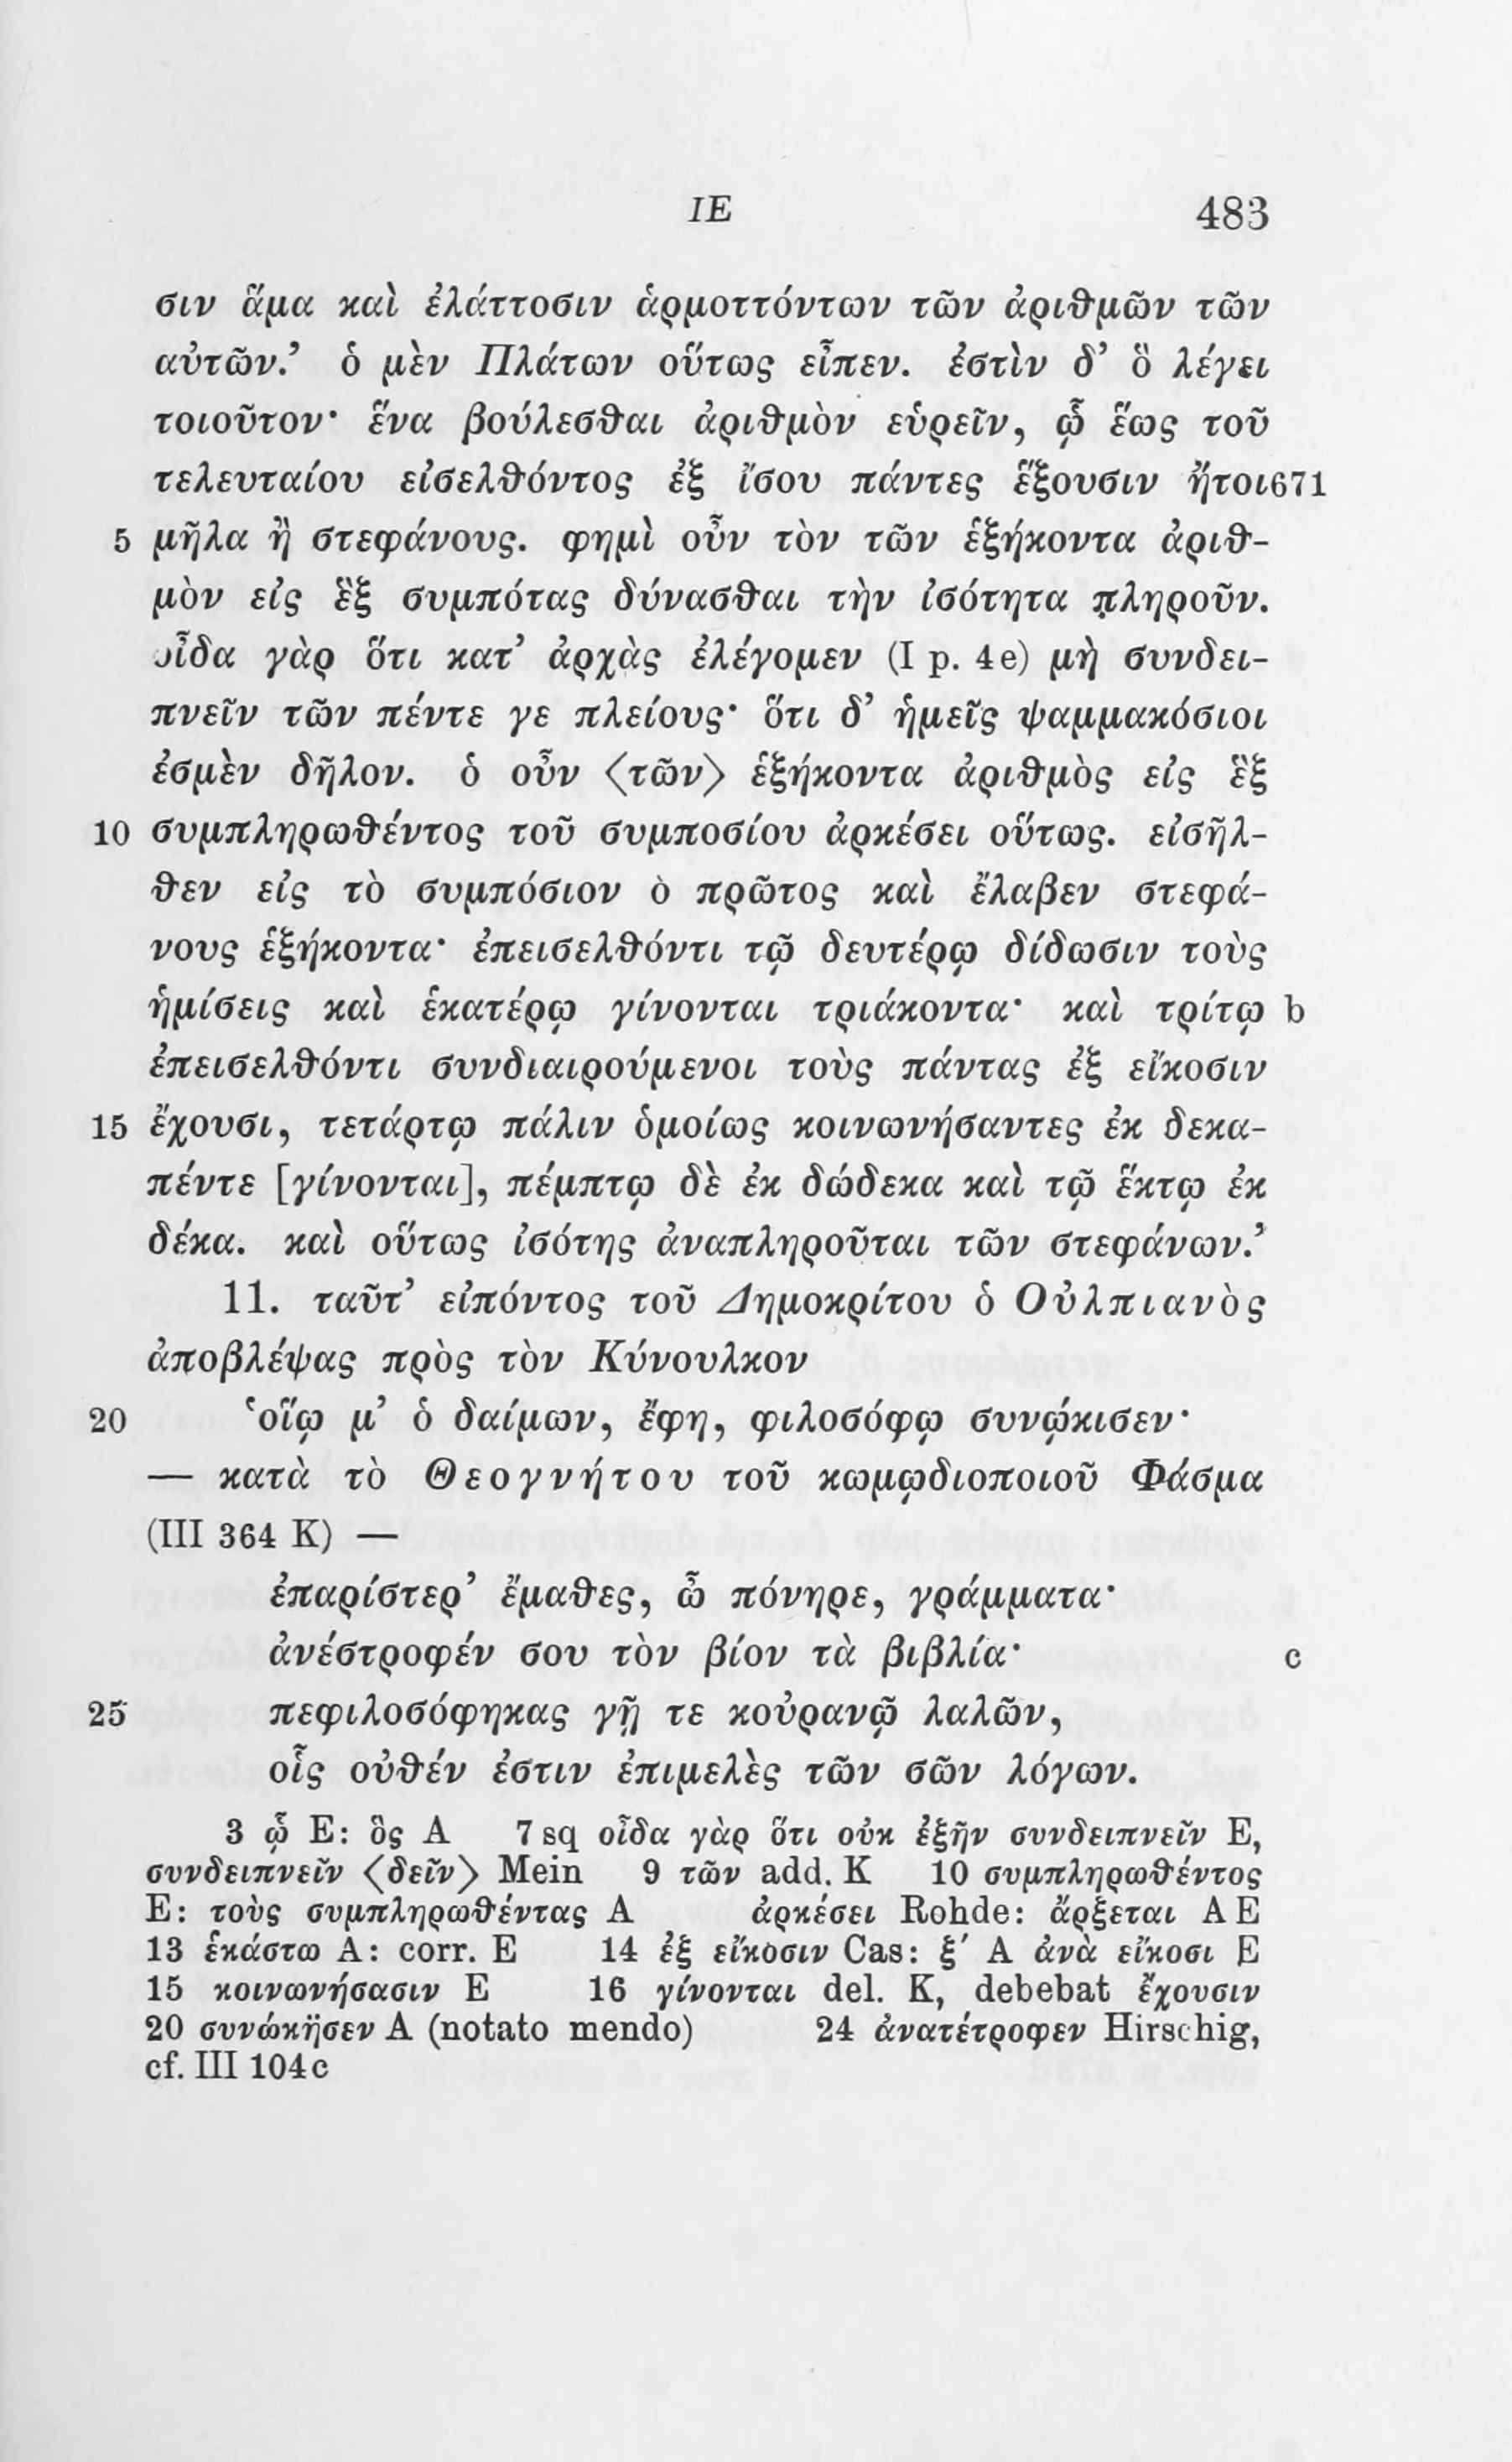 ΙΕ 483
σιν ἅμα καὶ ἐλάττοσιν ἁρμοττόντων τῶν ἀριθμῶν τῶν
αὐτῶν.’ ὁ μὲν Πλάτων οὕτως εἶπεν. ἐστὶν δ’ ὃ λέγει
τοιοῦτον· ἕνα βούλεσθαι ἀριθμὸν εὑρεῖν, ᾧ ἕως τοῦ
τελευταίου εἰσελθόντος ἐξ ἴσου πάντες ἕξουσιν ἤτοι 671
5 μῆλα ἢ στεφάνους. φημὶ οὖν τὸν τῶν ἑξήκοντα ἀριθ-
μὸν εἰς ἓξ συμπότας δύνασθαι τὴν ἰσότητα πληροῦν.
οἶδα γὰρ ὅτι κατ’ ἀρχὰς ἐλέγομεν (I p. 4e) μὴ συνδει-
πνεῖν τῶν πέντε γε πλείους· ὅτι δ’ ἡμεῖς ψαμμακόσιοι
ἐσμὲν δῆλον. ὁ οὖν ⟨τῶν⟩ ἑξήκοντα ἀριθμὸς εἰς ἓξ
10 συμπληρωθέντος τοῦ συμποσίου ἀρκέσει οὕτως. εἰσῆλ-
θεν εἰς τὸ συμπόσιον ὁ πρῶτος καὶ ἔλαβεν στεφά-
νους ἑξήκοντα· ἐπεισελθόντι τῷ δευτέρῳ δίδωσιν τοὺς
ἡμίσεις καὶ ἑκατέρῳ γίνονται τριάκοντα· καὶ τρίτῳ b
ἐπεισελθόντι συνδιαιρούμενοι τοὺς πάντας ἐξ εἴκοσιν
15 ἔχουσι, τετάρτῳ πάλιν ὁμοίως κοινωνήσαντες ἐκ δεκα-
πέντε [γίνονται], πέμπτῳ δὲ ἐκ δώδεκα καὶ τῷ ἕκτῳ ἐκ
δέκα. καὶ οὕτως ἰσότης ἀναπληροῦται τῶν στεφάνων.’
11. ταῦτ’ εἰπόντος τοῦ Δημοκρίτου ὁ Οὐλπιανὸς
ἀποβλέψας πρὸς τὸν Κύνουλκον
20 ‘οἵῳ μ’ ὁ δαίμων, ἔφη, φιλοσόφῳ συνῴκισεν·
— κατὰ τὸ Θεογνήτου τοῦ κωμῳδιοποιοῦ Φάσμα
(III 364 K) —
ἐπαρίστερ’ ἔμαθες, ὦ πόνηρε, γράμματα·
ἀνέστροφέν σου τὸν βίον τὰ βιβλία· c
25 πεφιλοσόφηκας γῇ τε κοὐρανῷ λαλῶν,
οἷς οὐθέν ἐστιν ἐπιμελὲς τῶν σῶν λόγων.
3 ᾧ E: ὃς A 7 sq οἶδα γὰρ ὅτι οὐκ ἐξῆν συνδειπνεῖν E,
συνδειπνεῖν ⟨δεῖν⟩ Mein 9 τῶν add. K 10 συμπληρωθέντος
E: τοὺς συμπληρωθέντας A ἀρκέσει Rohde: ἄρξεται A E
13 ἑκάστω A: corr. E 14 ἐξ εἴκοσιν Cas: ξ′ A ἀνὰ εἴκοσι E
15 κοινωνήσασιν E 16 γίνονται del. K, debebat ἔχουσιν
20 συνώκησεν A (notato mendo) 24 ἀνατέτροφεν Hirschig,
cf. III 104c